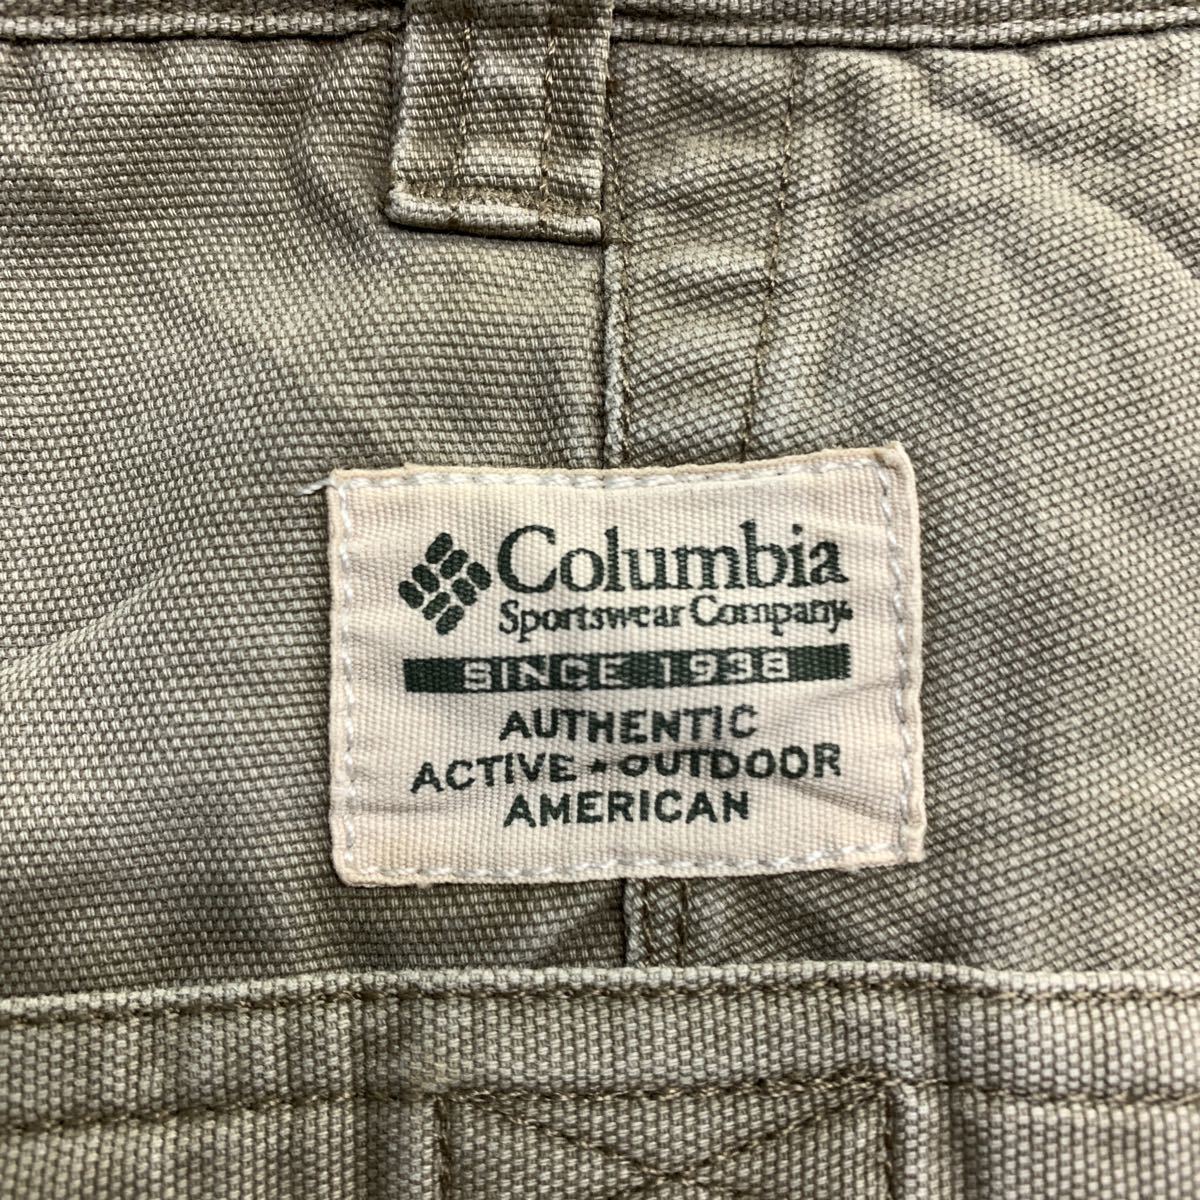 Columbia
Sportswear Company.
SINCE 1938
AUTHENTIC
ACTIVE • OUTDOOR
AMERICAN